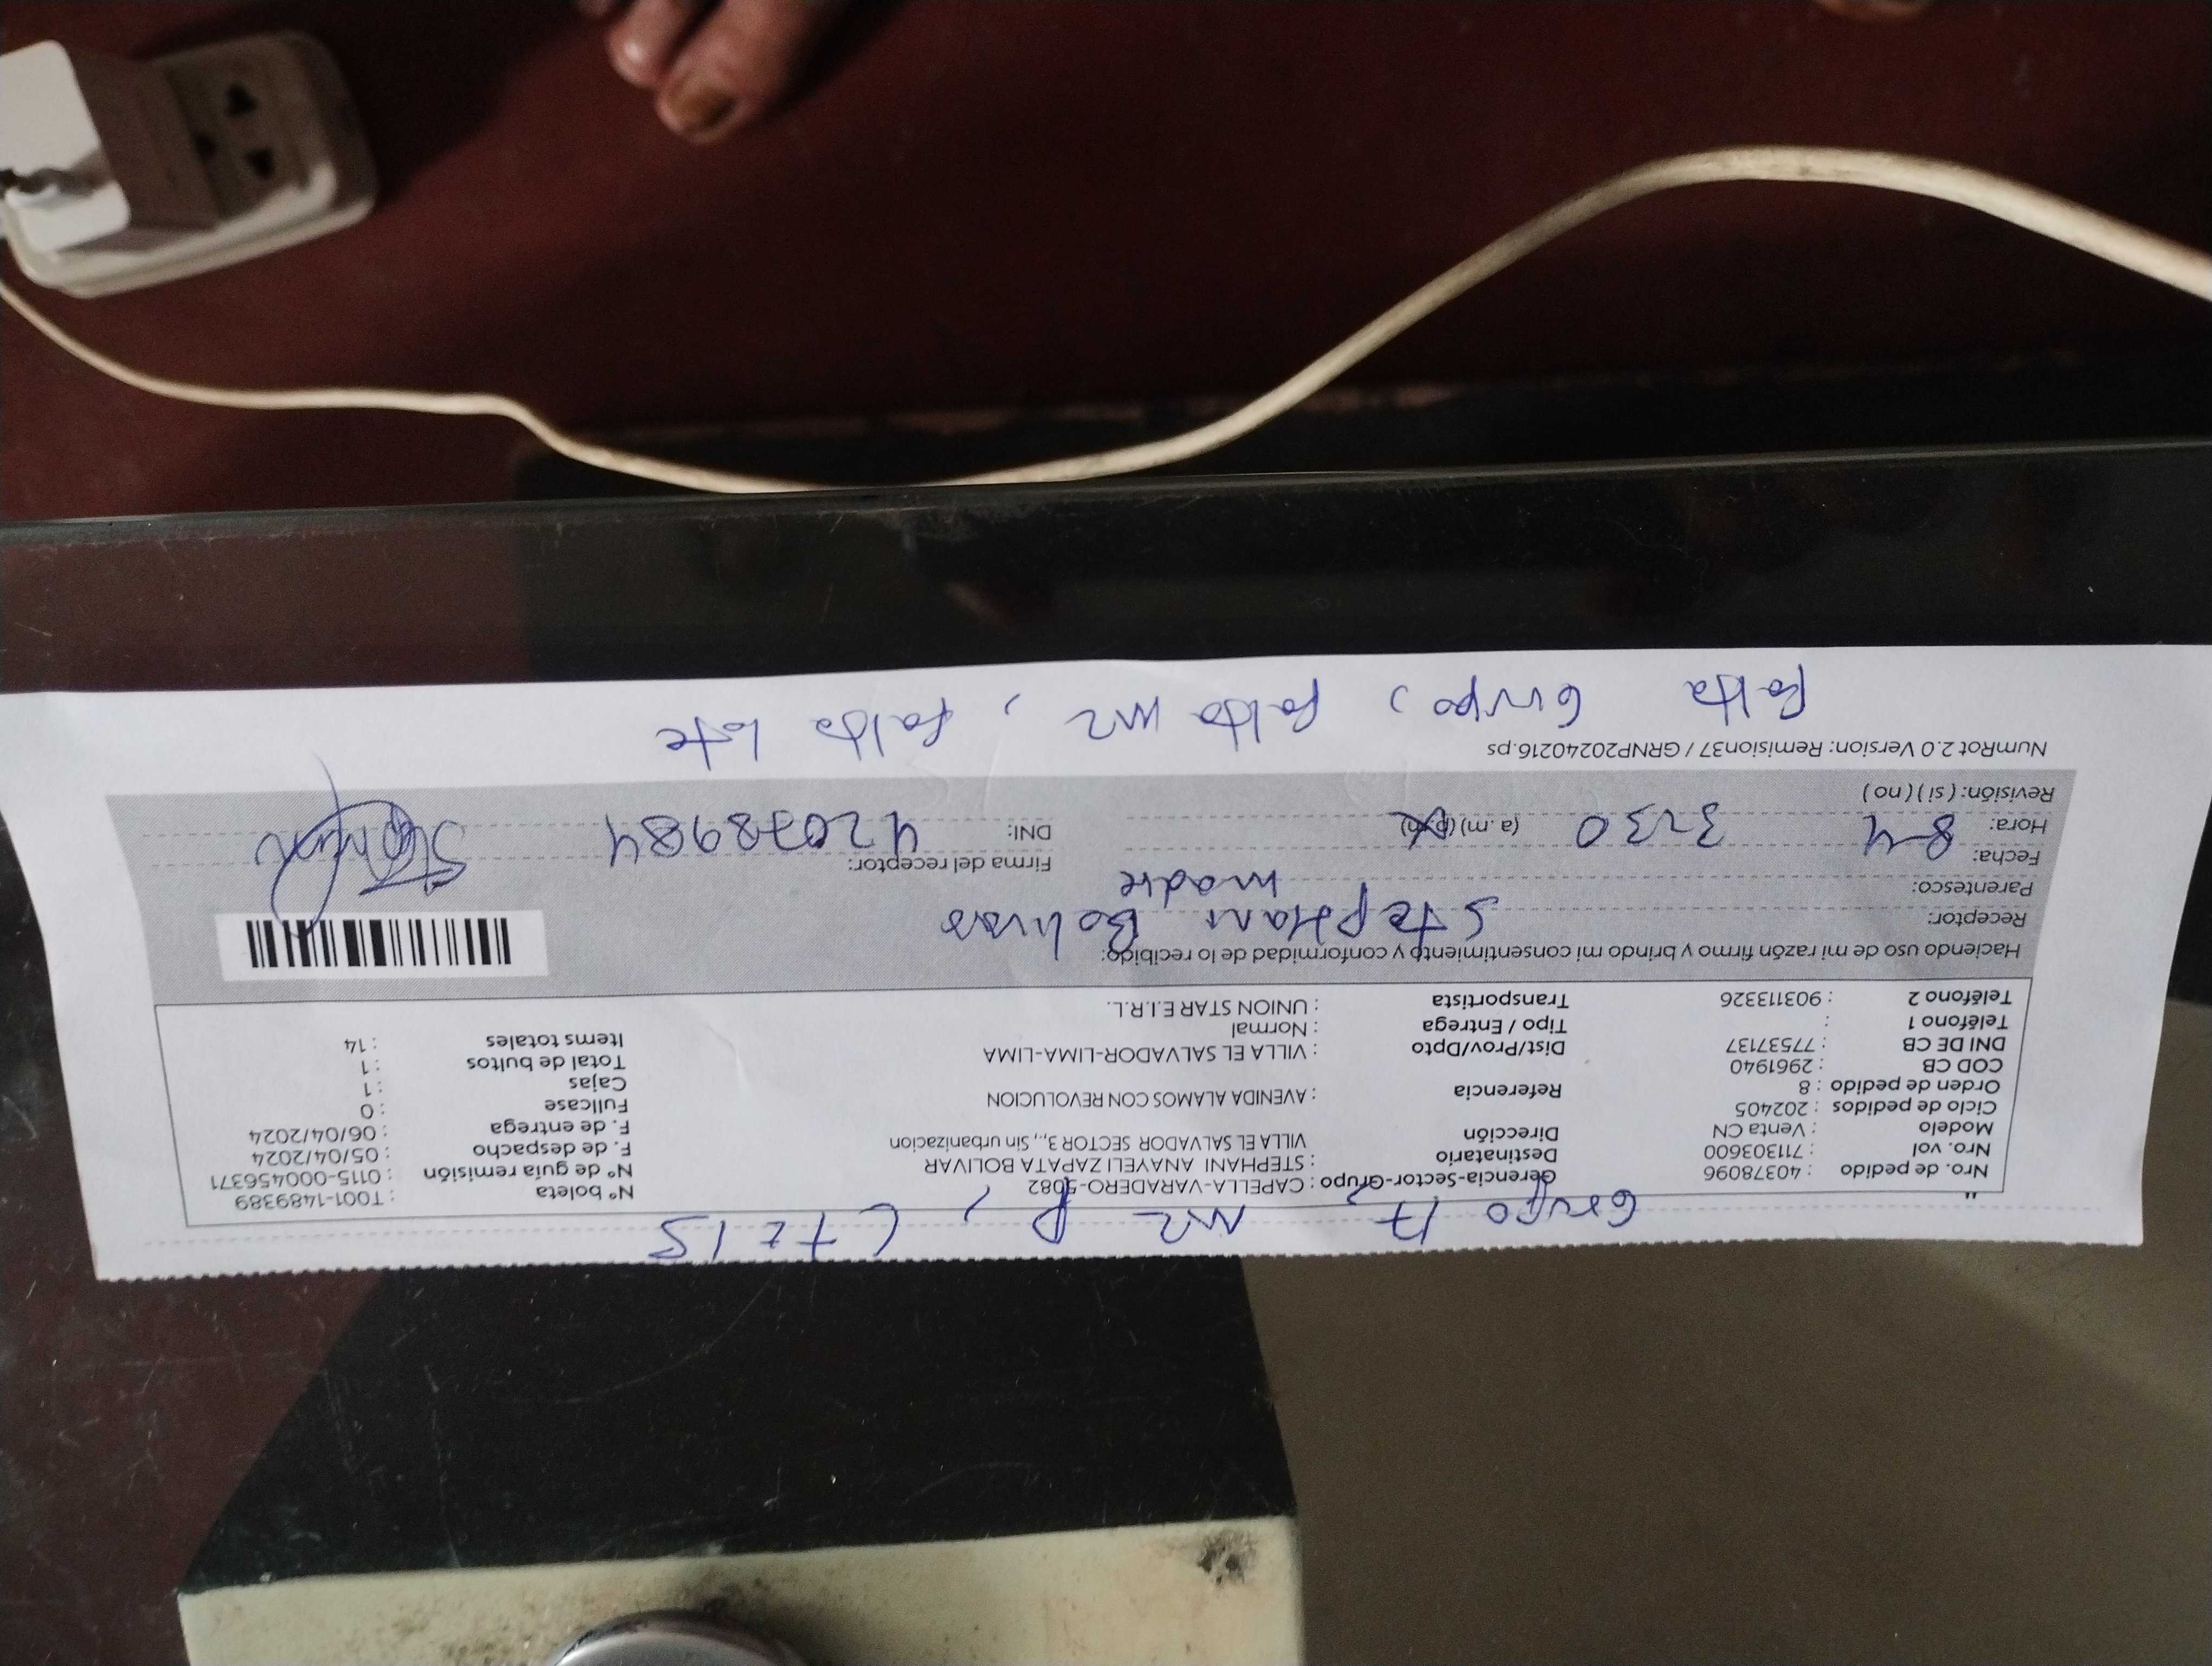 Grupo 17, Mz P, LTE 15
Nro. de pedido : 40378096
Nro. vol : 711303600
Modelo : Venta CN
Ciclo de pedidos : 202405
Orden de pedido : 8
COD CB : 2961940
DNI DE CB : 77537137
Teléfono 1 :
Teléfono 2 : 903113326
Gerencia-Sector-Grupo : CAPELLA-VARADERO-5082
Destinatario : STEPHANI ANAYELI ZAPATA BOLIVAR
Dirección VILLA EL SALVADOR SECTOR 3,,, Sin urbanizacion
Referencia : AVENIDA ALAMOS CON REVOLUCION
Dist/Prov/Dpto : VILLA EL SALVADOR-LIMA-LIMA
Tipo / Entrega : Normal
Transportista : UNION STAR E.I.R.L.
N° boleta : T001-1489389
N° de guía remisión : 0115-000456371
F. de despacho : 05/04/2024
F. de entrega : 06/04/2024
Fullcase : 0
Cajas : 1
Total de bultos : 1
Items totales : 14
Haciendo uso de mi razón firmo y brindo mi consentimiento y conformidad de lo recibido:
Receptor: Stephani Bolivar
Parentesco: madre
Fecha: 8-4
Hora: 3:30 (a.m) (p.m)
Revisión: (si) (no)
Firma del receptor:
DNI: 42078984
NumRot 2.0 Version: Remision37 / GRNP20240216.ps
falta Grupo, falta mz, falta lote